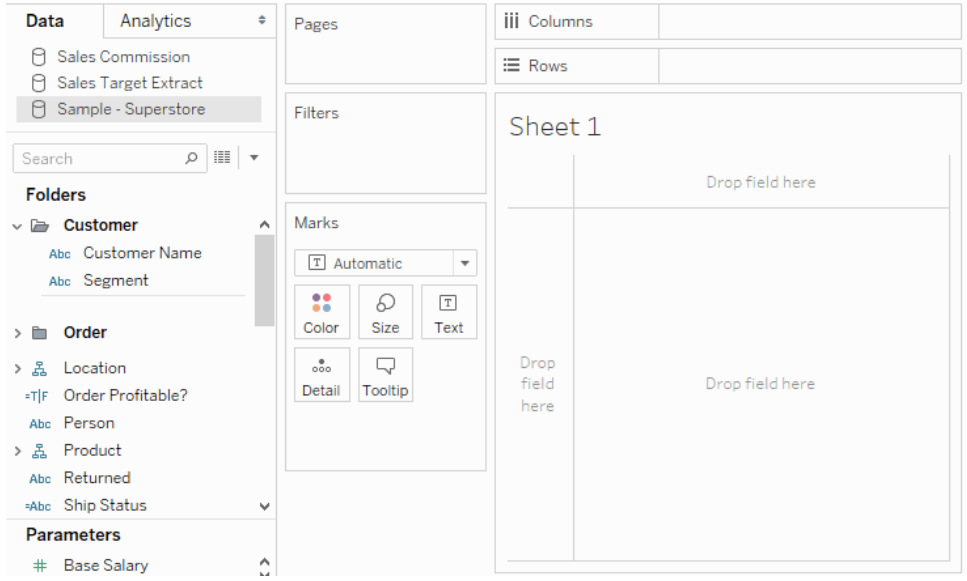 Data Analytics
Sales Commission
Sales Target Extract
Sample - Superstore
Search
Folders
Customer
Abc Customer Name
Abc Segment
Order
Location
=T|F Order Profitable?
Abc Person
Product
Abc Returned
=Abc Ship Status
Parameters
# Base Salary
Pages
Filters
Marks
T Automatic
Color Size T Text
Detail Tooltip
Columns
Rows
Sheet 1
Drop field here
Drop
field
here
Drop field here